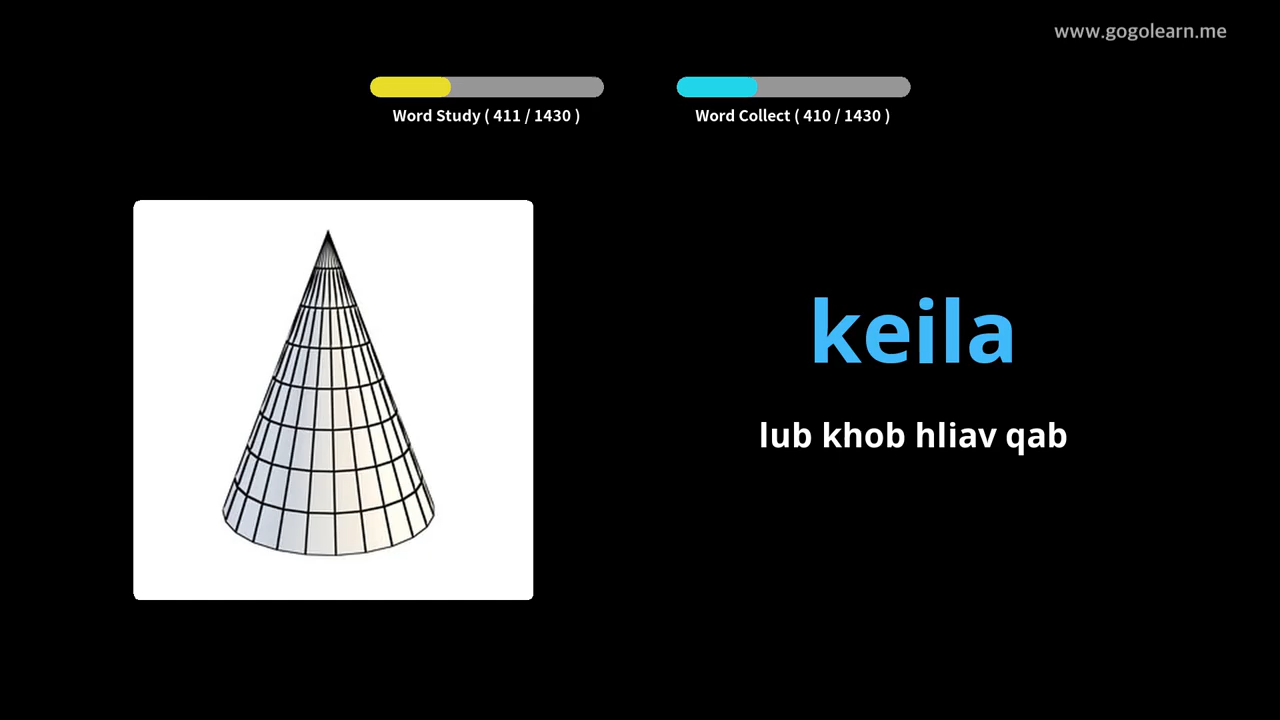 www.gogolearn.me
Word Study ( 411 / 1430 )
Word Collect ( 410 / 1430 )
keila
lub khob hliav qab